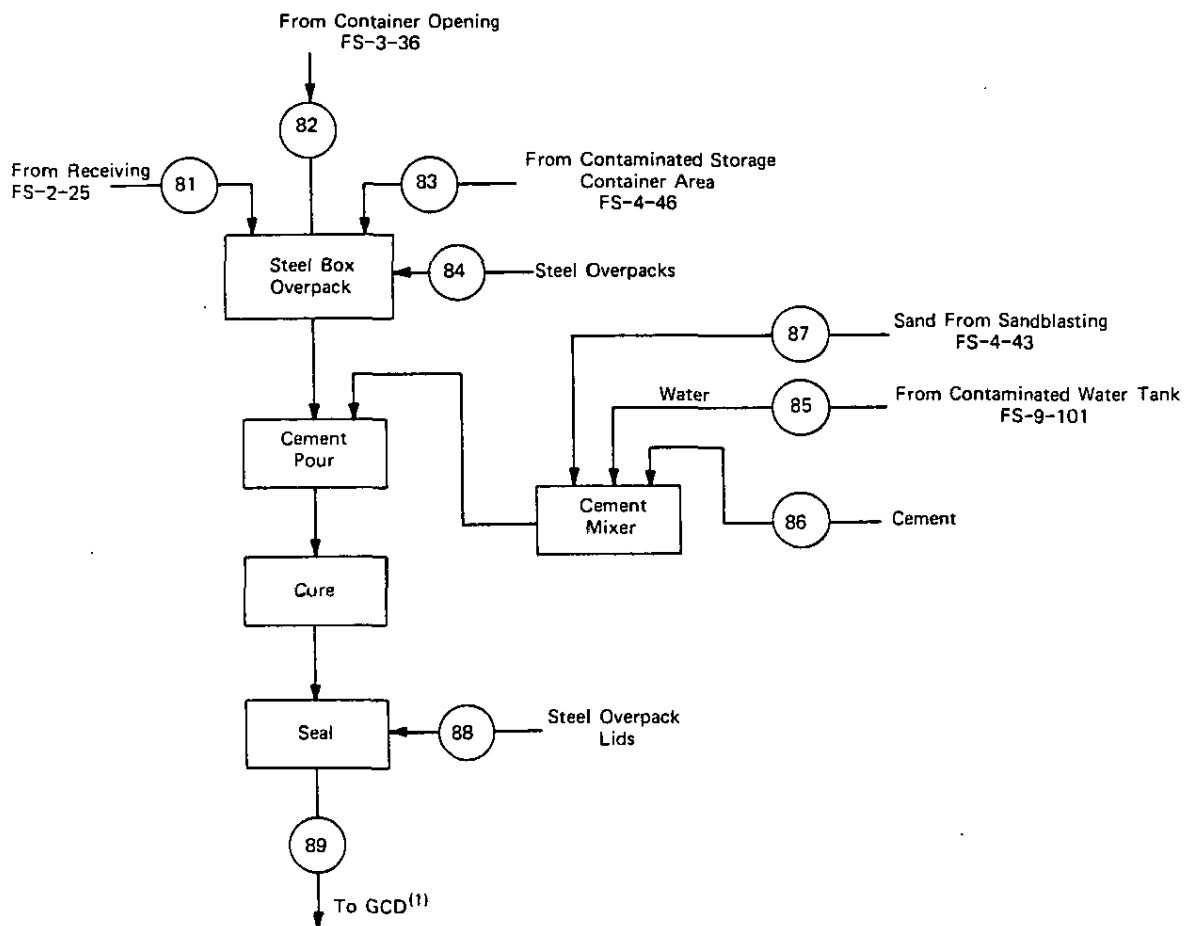 From Container Opening
FS-3-36
82
From Receiving
FS-2-25
81
83
From Contaminated Storage
Container Area
FS-4-46
Steel Box
Overpack
84
Steel Overpacks
87
Sand From Sandblasting
FS-4-43
Water
85
From Contaminated Water Tank
FS-9-101
Cement
Pour
Cement
Mixer
86
Cement
Cure
Seal
88
Steel Overpack
Lids
89
To GCD(1)